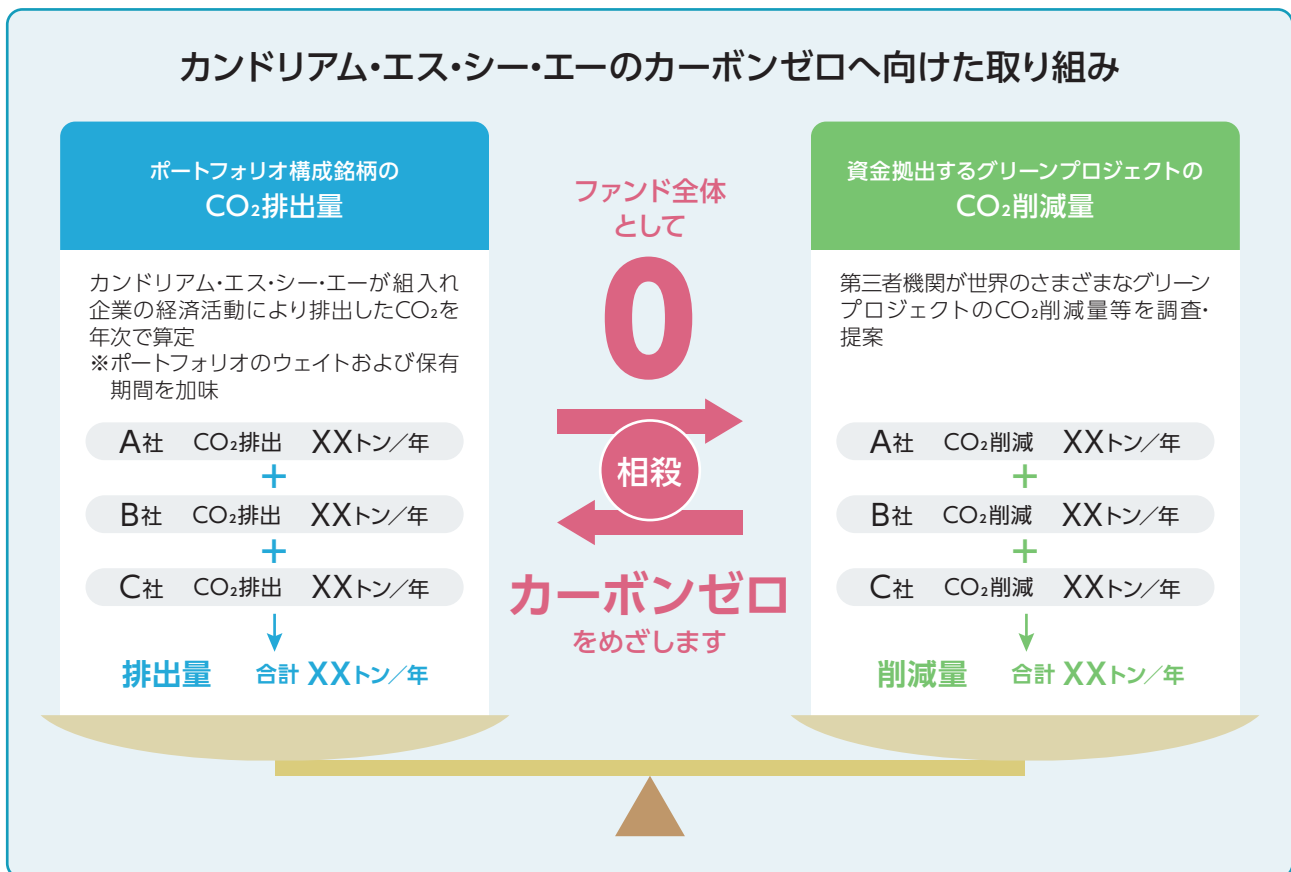 カンドリアム・エス・シー・エーのカーボンゼロへ向けた取り組み
ポートフォリオ構成銘柄の
CO₂排出量
カンドリアム・エス・シー・エーが組入れ
企業の経済活動により排出したCO₂を
年次で算定
※ポートフォリオのウェイトおよび保有
期間を加味
A社 CO₂排出 XXトン／年
+
B社 CO₂排出 XXトン／年
+
C社 CO₂排出 XXトン／年
↓
排出量 合計 XXトン／年
ファンド全体
として
0
相殺
カーボンゼロ
をめざします
資金拠出するグリーンプロジェクトの
CO₂削減量
第三者機関が世界のさまざまなグリーン
プロジェクトのCO₂削減量等を調査・
提案
A社 CO₂削減 XXトン／年
+
B社 CO₂削減 XXトン／年
+
C社 CO₂削減 XXトン／年
↓
削減量 合計 XXトン／年